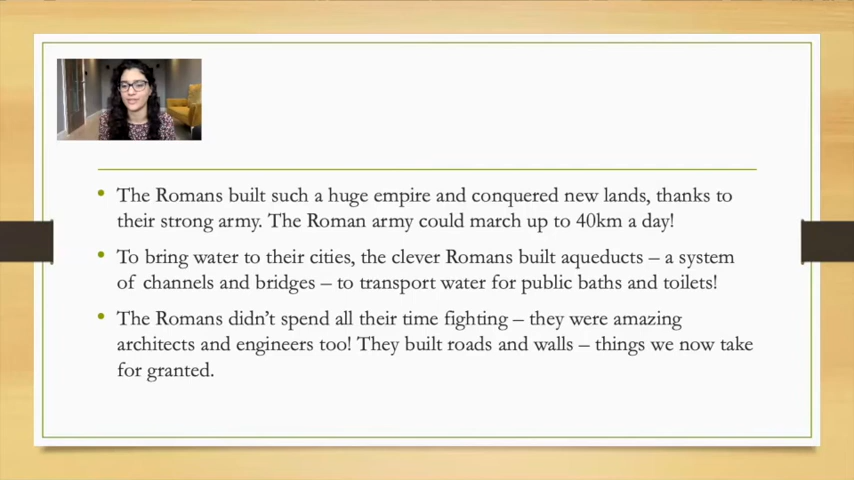 • The Romans built such a huge empire and conquered new lands, thanks to
their strong army. The Roman army could march up to 40km a day!
• To bring water to their cities, the clever Romans built aqueducts – a system
of channels and bridges – to transport water for public baths and toilets!
• The Romans didn't spend all their time fighting – they were amazing
architects and engineers too! They built roads and walls – things we now take
for granted.